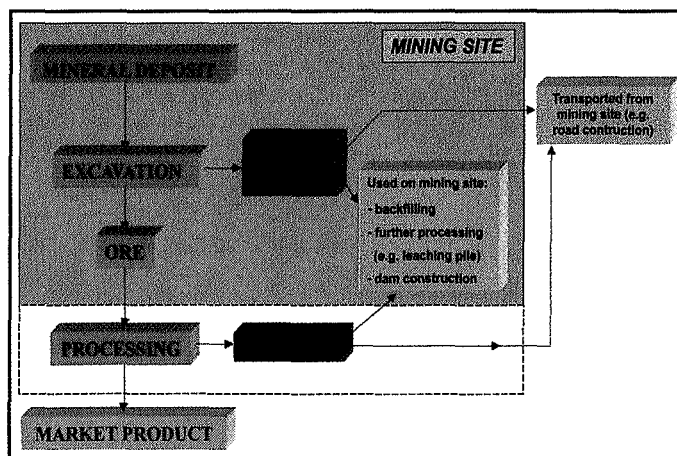 MINING SITE
MINERAL DEPOSIT
Transported from
mining site (e.g.
road contruction)
EXCAVATION
Used on mining site:
- backfilling
- further processing
(e.g. leaching pile)
- dam construction
ORE
PROCESSING
MARKET PRODUCT